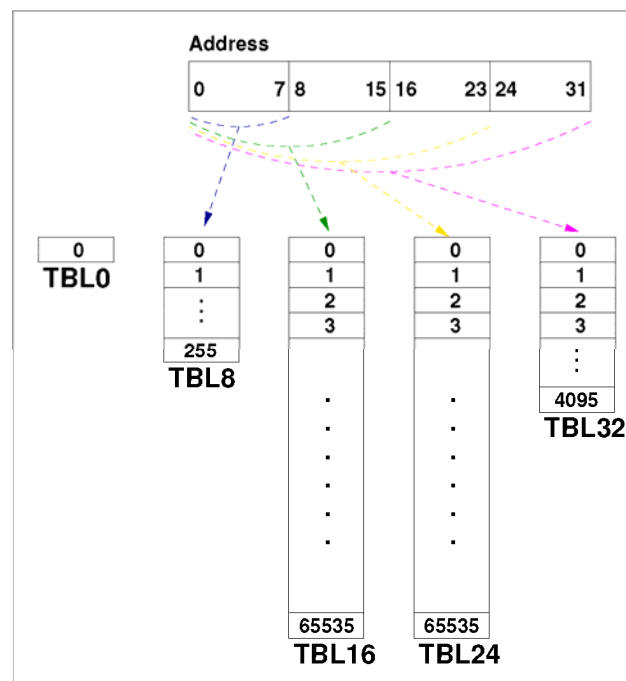 Address
0 7 8 15 16 23 24 31
0 0 0 0 0
TBL0 1 1 1 1
2 2 2
3 3 3
255
TBL8
4095
TBL32
65535 65535
TBL16 TBL24